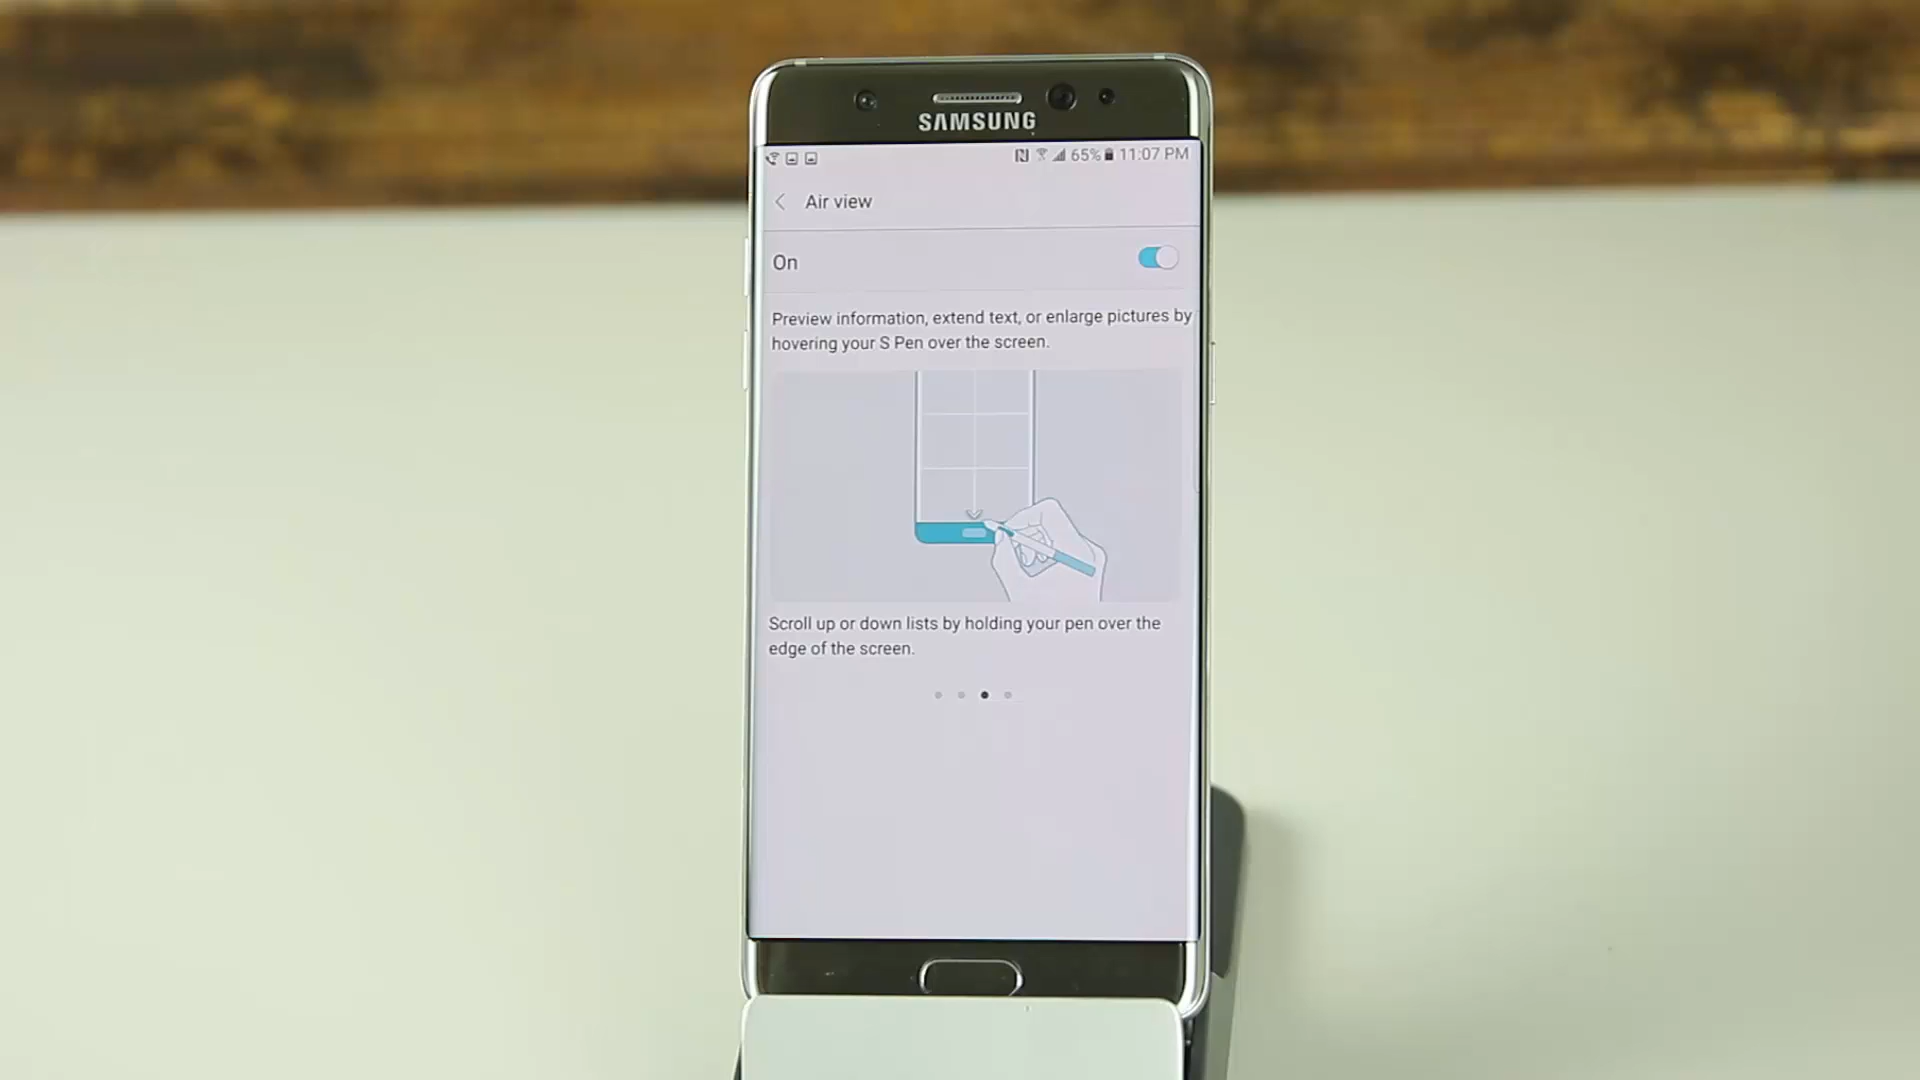 SAMSUNG
65% 11:07 PM
Air view
On
Preview information, extend text, or enlarge pictures by
hovering your S Pen over the screen.
Scroll up or down lists by holding your pen over the
edge of the screen.